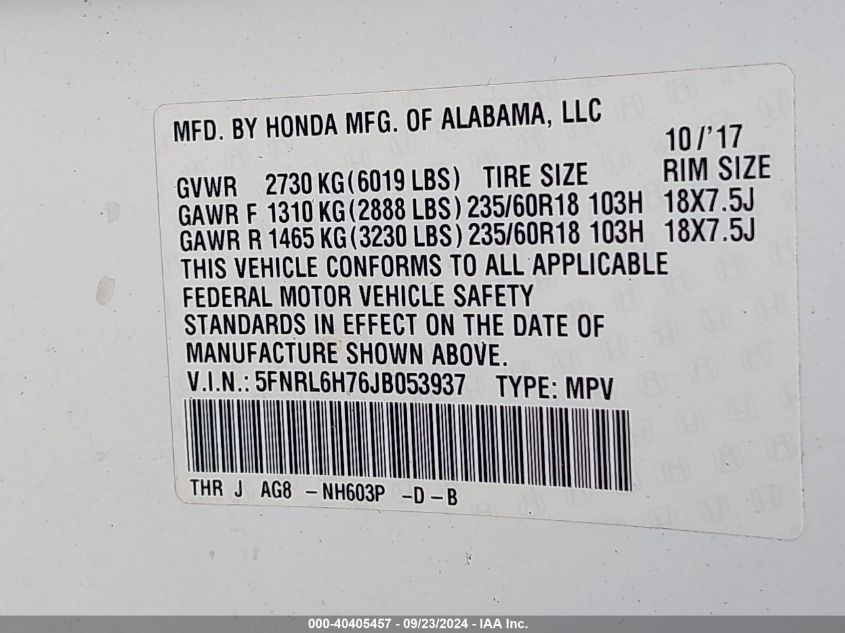 MFD. BY HONDA MFG. OF ALABAMA, LLC
10/'17
GVWR 2730 KG(6019 LBS) TIRE SIZE RIM SIZE
GAWR F 1310 KG(2888 LBS) 235/60R18 103H 18X7.5J
GAWR R 1465 KG(3230 LBS) 235/60R18 103H 18X7.5J
THIS VEHICLE CONFORMS TO ALL APPLICABLE
FEDERAL MOTOR VEHICLE SAFETY
STANDARDS IN EFFECT ON THE DATE OF
MANUFACTURE SHOWN ABOVE.
V.I.N.: 5FNRL6H76JB053937 TYPE: MPV
THR J AG8 -NH603P -D-B
000-40405457 - 09/23/2024 - IAA Inc.